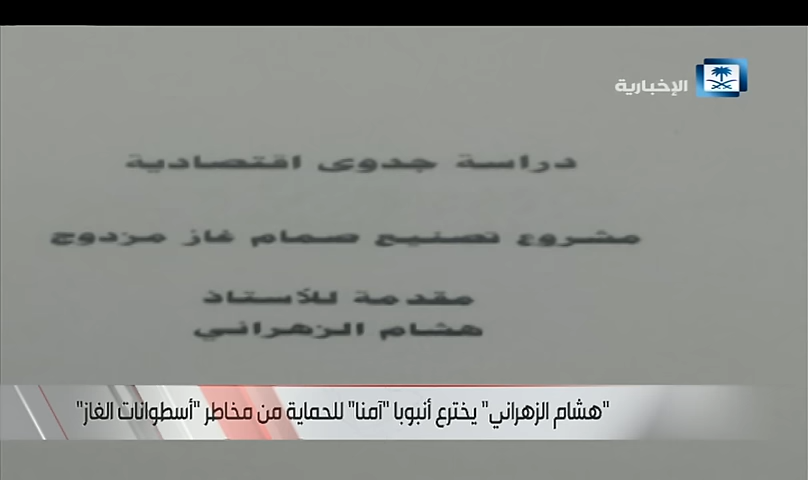 الإخبارية
دراسة جدوى اقتصادية
مشروع تصنيع صمام غاز مزدوج
مقدمة للأستاذ
هشام الزهراني
"هشام الزهراني" يخترع أنبوبا "آمنا" للحماية من مخاطر "أسطوانات الغاز"